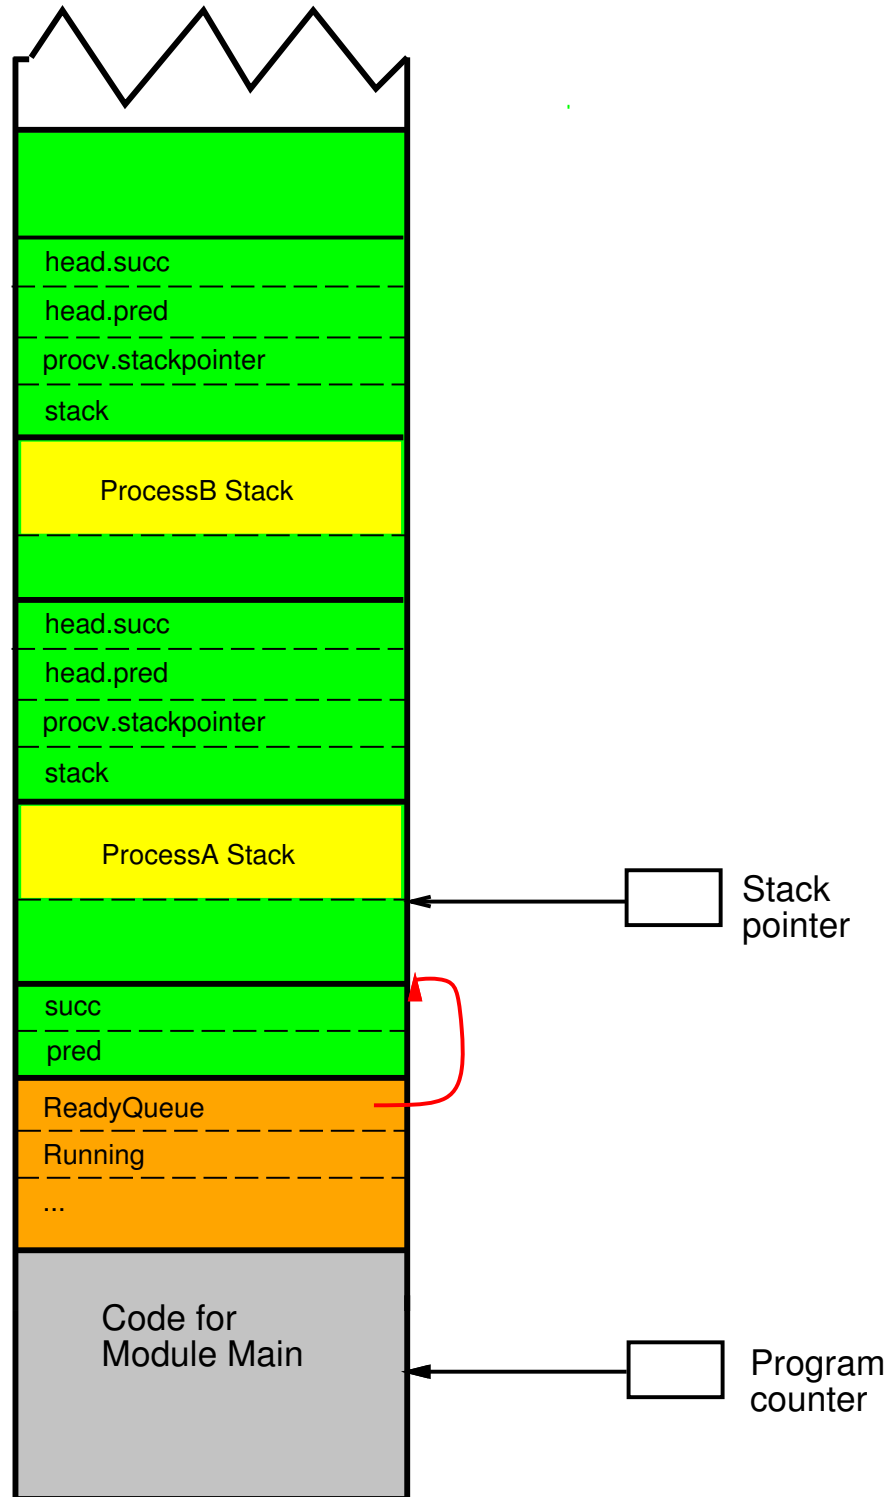 head.succ
head.pred
procv.stackpointer
stack
ProcessB Stack
head.succ
head.pred
procv.stackpointer
stack
ProcessA Stack
Stack
pointer
succ
pred
ReadyQueue
Running
...
Code for
Module Main
Program
counter